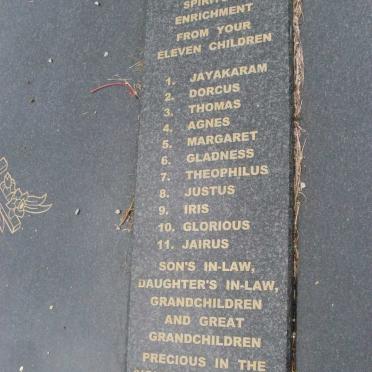 ENRICHMENT
FROM YOUR
ELEVEN CHILDREN
1. JAYAKARAM
2. DORCUS
3. THOMAS
4. AGNES
5. MARGARET
6. GLADNESS
7. THEOPHILUS
8. JUSTUS
9. IRIS
10. GLORIOUS
11. JAIRUS
SON'S IN-LAW,
DAUGHTER'S IN-LAW,
GRANDCHILDREN
AND GREAT
GRANDCHILDREN
PRECIOUS IN THE